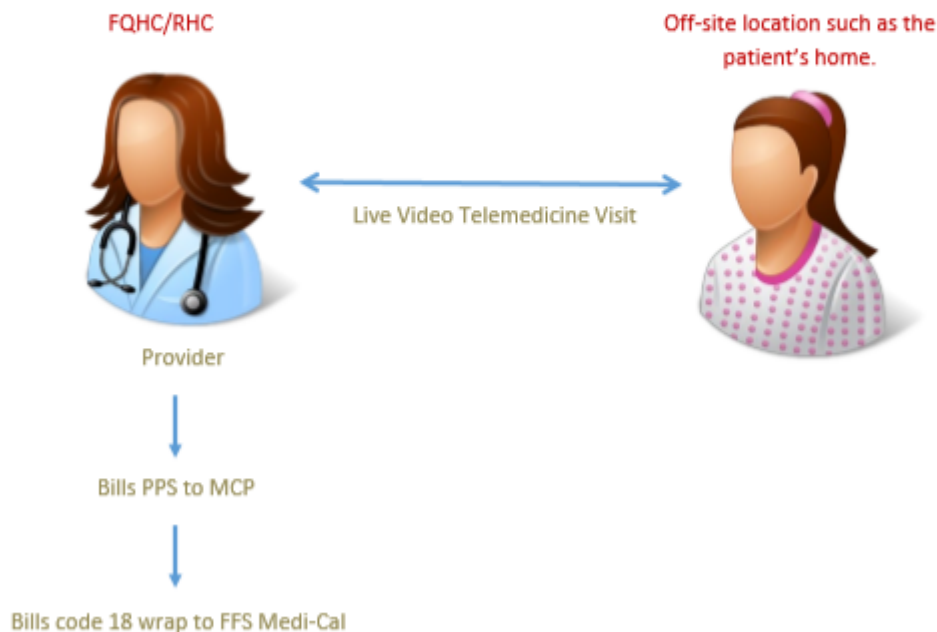 FQHC/RHC
Off-site location such as the
patient's home.
Live Video Telemedicine Visit
Provider
Bills PPS to MCP
Bills code 18 wrap to FFS Medi-Cal